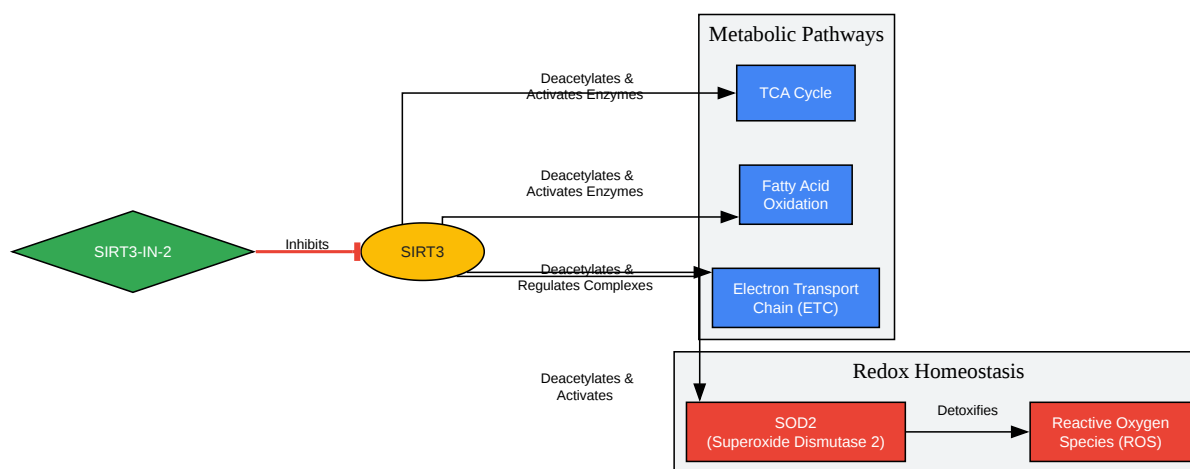 Metabolic Pathways
Deacetylates &
Activates Enzymes
TCA Cycle
Deacetylates &
Activates Enzymes
Fatty Acid
Oxidation
SIRT3-IN-2
Inhibits
SIRT3
Deacetylates &
Regulates Complexes
Electron Transport
Chain (ETC)
Redox Homeostasis
Deacetylates &
Activates
SOD2
(Superoxide Dismutase 2)
Detoxifies
Reactive Oxygen
Species (ROS)